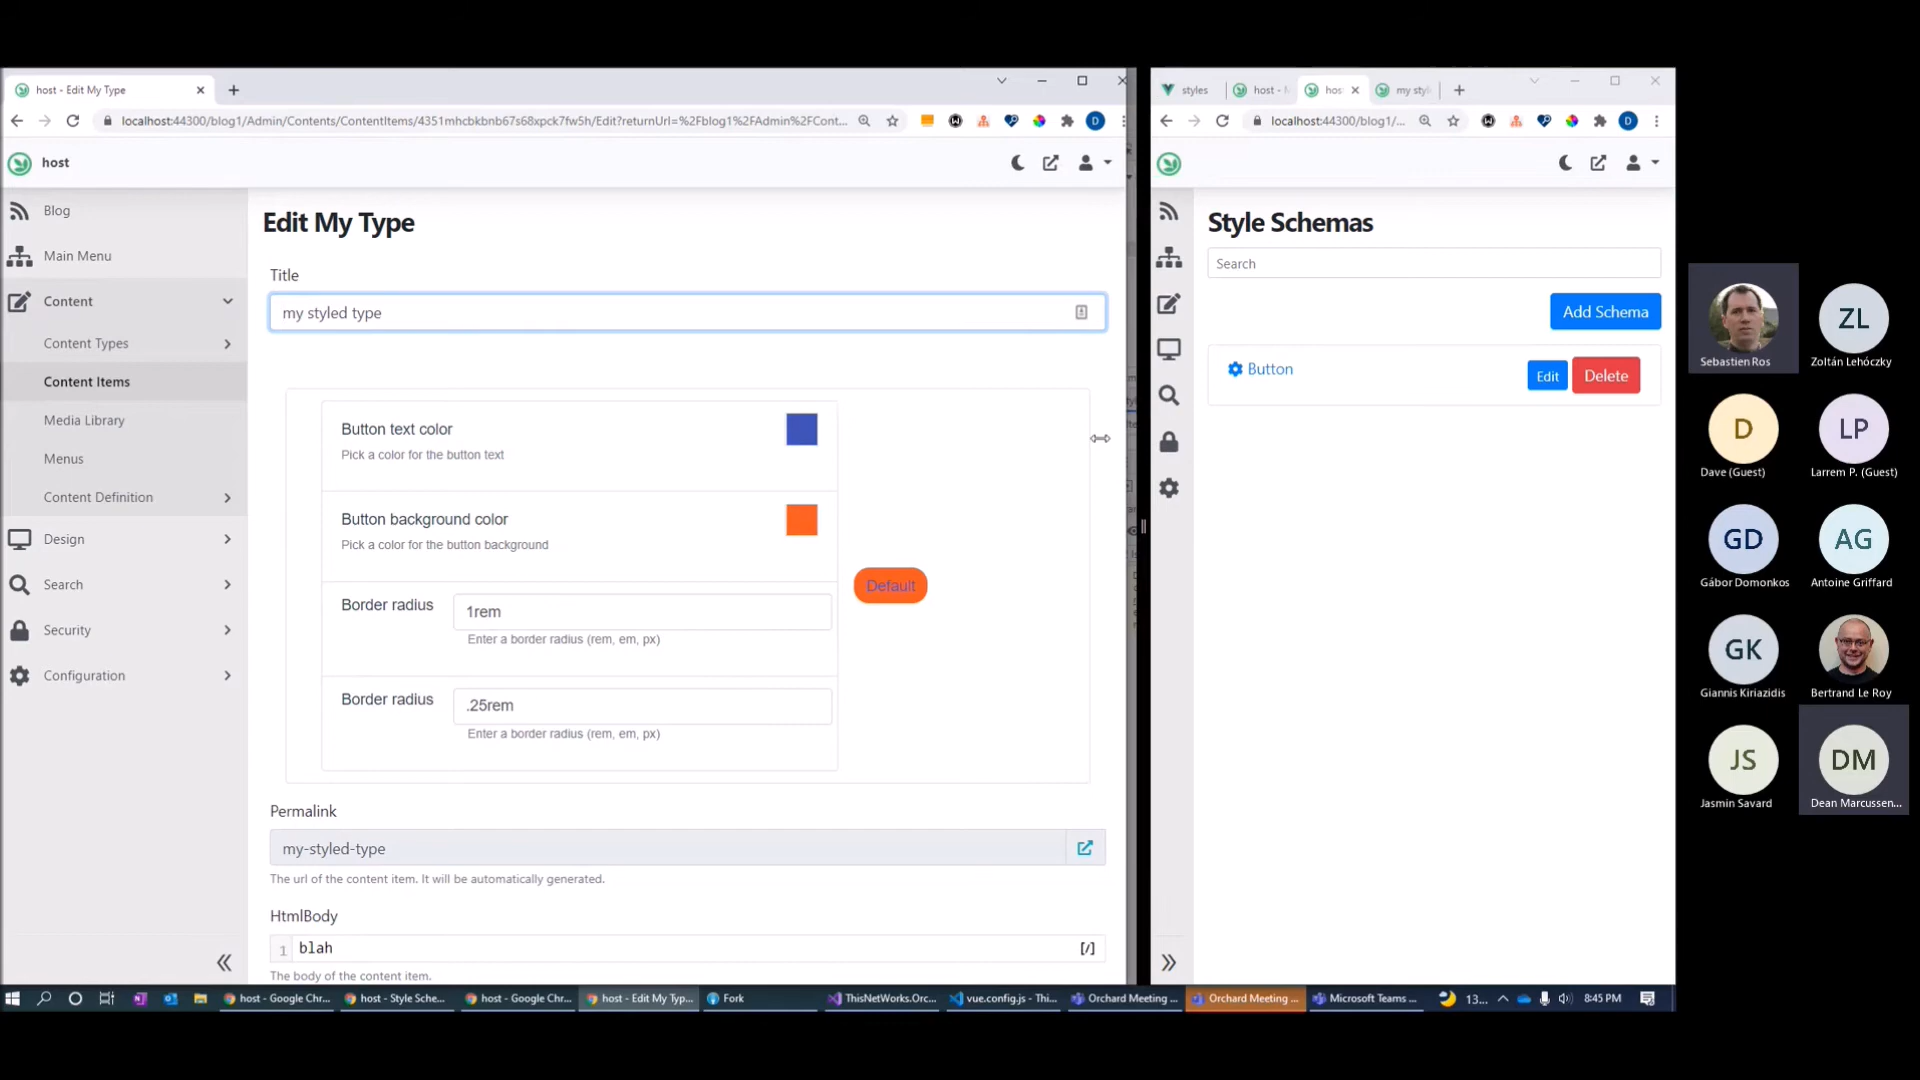 host - Edit My Type
localhost:44300/blog1/Admin/Contents/ContentItems/4351mhcbkbnb67s68xpck7fw5h/Edit?returnUrl=%2Fblog1%2FAdmin%2FCont...
D
host
Blog
Main Menu
Content
Content Types
Content Items
Media Library
Menus
Content Definition
Design
Search
Security
Configuration
Edit My Type
Title
my styled type
Button text color
Pick a color for the button text
Button background color
Pick a color for the button background
Border radius
1rem
Enter a border radius (rem, em, px)
Border radius
.25rem
Enter a border radius (rem, em, px)
Default
Permalink
my-styled-type
The url of the content item. It will be automatically generated.
HtmlBody
1 blah
[/]
The body of the content item.
styles
host -
hos
my sty
localhost:44300/blog1/...
D
Style Schemas
Search
Add Schema
Button
Edit
Delete
Sebastien Ros
ZL
Zoltán Lehóczky
D
Dave (Guest)
LP
Larrem P. (Guest)
GD
Gábor Domonkos
AG
Antoine Griffard
GK
Giannis Kiriazidis
Bertrand Le Roy
JS
Jasmin Savard
DM
Dean Marcussen...
host - Google Chr...
host - Style Sche...
host - Google Chr...
host - Edit My Typ...
Fork
ThisNetWorks.Orc...
vue.config.js - Thi...
Orchard Meeting ...
Orchard Meeting ...
Microsoft Teams ...
13...
8:45 PM